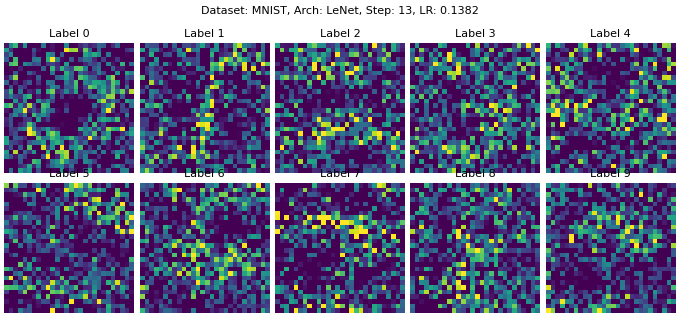 Dataset: MNIST, Arch: LeNet, Step: 13, LR: 0.1382
Label 0 Label 1 Label 2 Label 3 Label 4
Label 5 Label 6 Label 7 Label 8 Label 9